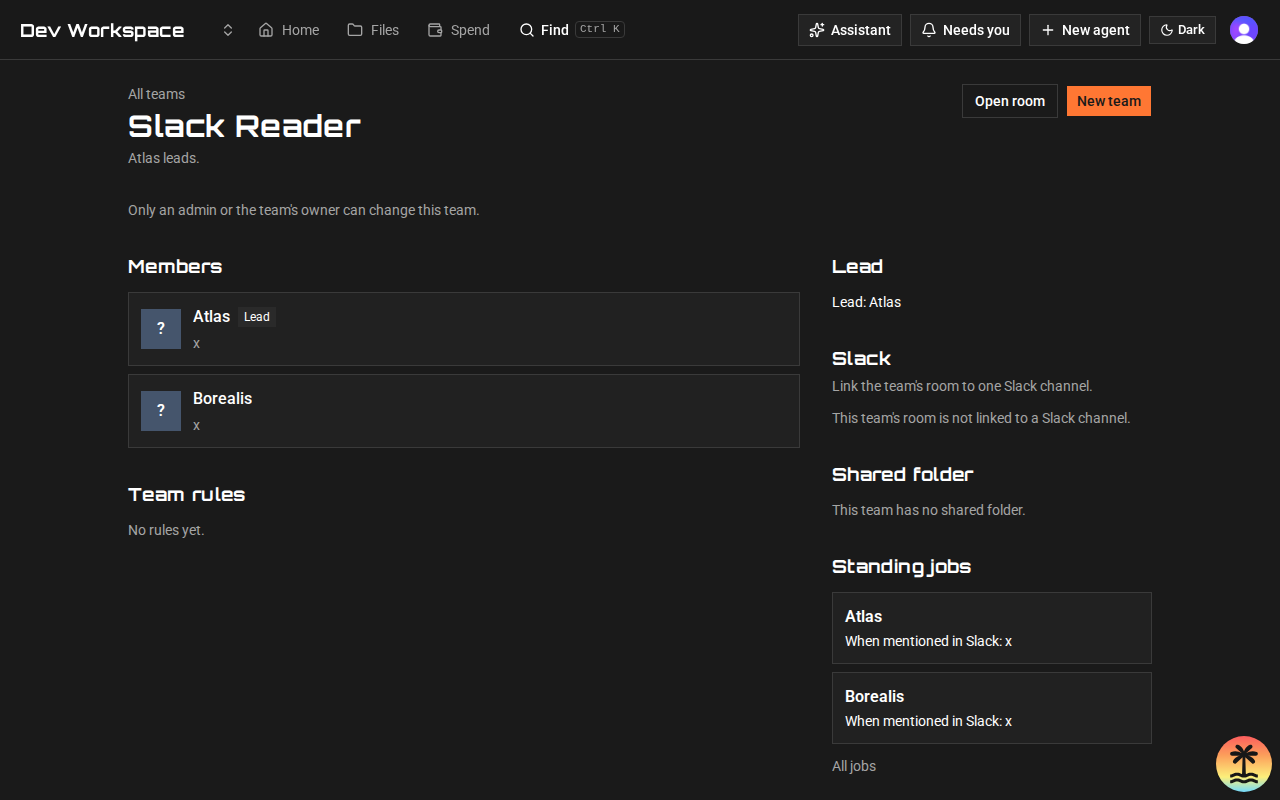 Dev Workspace
Home
Files
Spend
Find Ctrl K
Assistant
Needs you
New agent
Dark
All teams
Slack Reader
Atlas leads.
Open room
New team
Only an admin or the team's owner can change this team.
Members
?
Atlas Lead
x
?
Borealis
x
Team rules
No rules yet.
Lead
Lead: Atlas
Slack
Link the team's room to one Slack channel.
This team's room is not linked to a Slack channel.
Shared folder
This team has no shared folder.
Standing jobs
Atlas
When mentioned in Slack: x
Borealis
When mentioned in Slack: x
All jobs